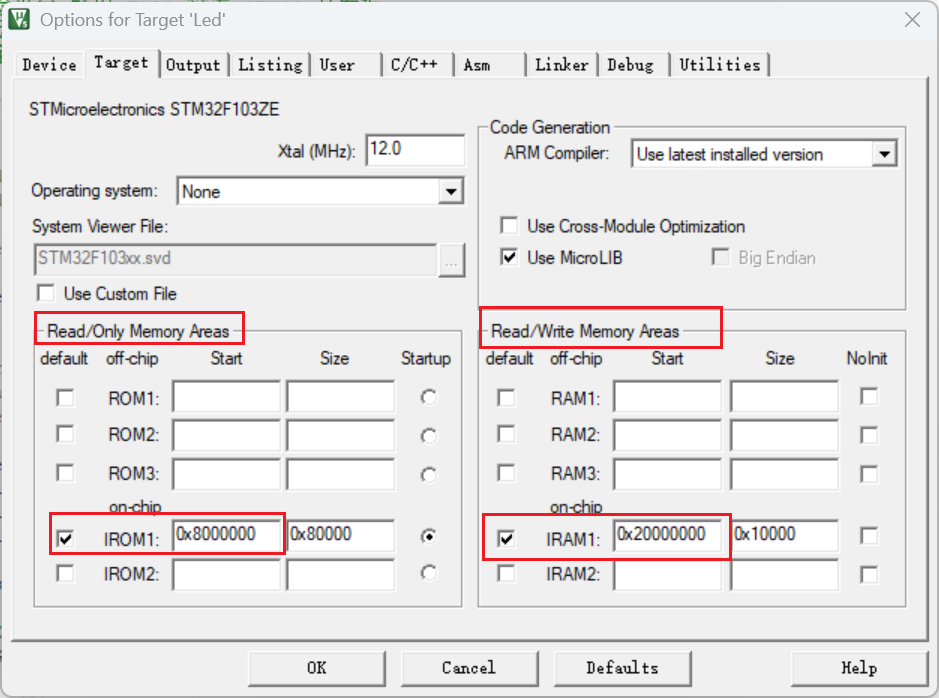 Options for Target 'Led'
Device Target Output Listing User C/C++ Asm Linker Debug Utilities
STMicroelectronics STM32F103ZE
Xtal (MHz): 12.0
Operating system: None
System Viewer File:
STM32F103xx.svd ...
Use Custom File
Code Generation
ARM Compiler: Use latest installed version
Use Cross-Module Optimization
Use MicroLIB Big Endian
Read/Only Memory Areas
default off-chip Start Size Startup
ROM1:
ROM2:
ROM3:
on-chip
IROM1: 0x8000000 0x80000
IROM2:
Read/Write Memory Areas
default off-chip Start Size NoInit
RAM1:
RAM2:
RAM3:
on-chip
IRAM1: 0x20000000 0x10000
IRAM2:
OK Cancel Defaults Help